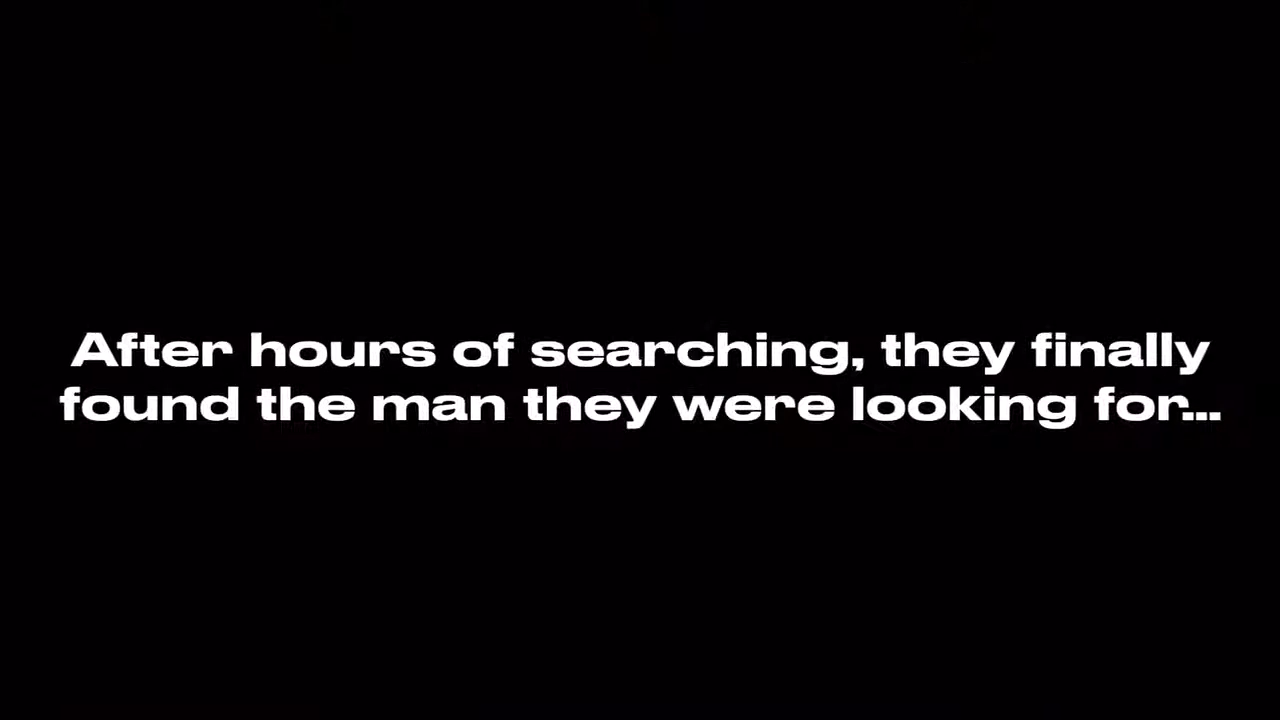 After hours of searching, they finally
found the man they were looking for...